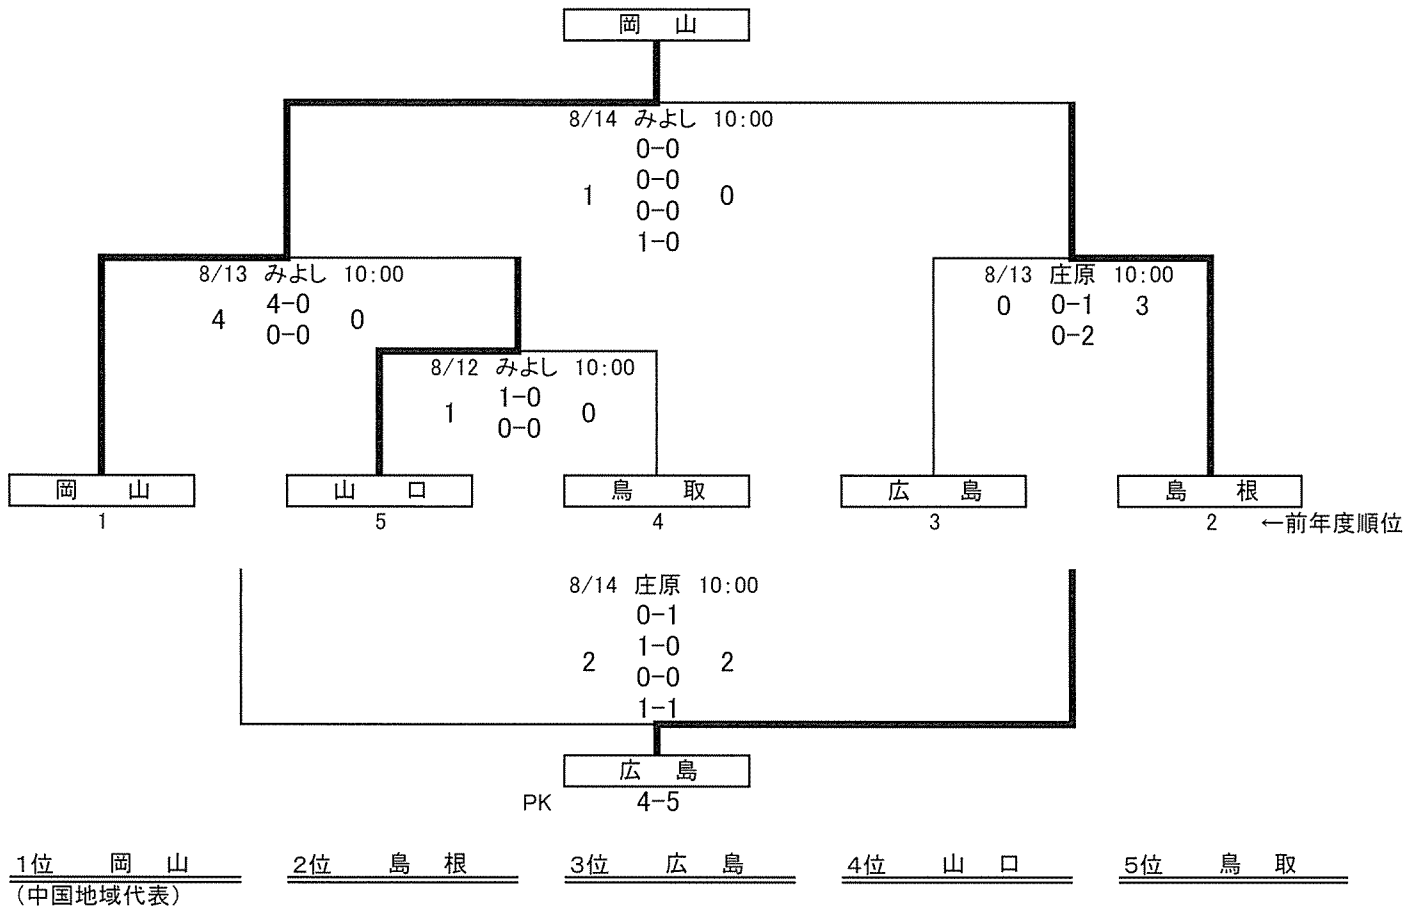 岡 山
8/14 みよし 10:00
0-0
0-0
1 0
0-0
1-0
8/13 みよし 10:00
4-0
4 0
0-0
8/13 庄原 10:00
0 0-1 3
0-2
8/12 みよし 10:00
1-0
1 0
0-0
岡 山 山 口 鳥 取 広 島 島 根
1 5 4 3 2 ←前年度順位
8/14 庄原 10:00
0-1
1-0
2 2
0-0
1-1
広 島
PK 4-5
1位 岡 山 2位 島 根 3位 広 島 4位 山 口 5位 鳥 取
(中国地域代表)